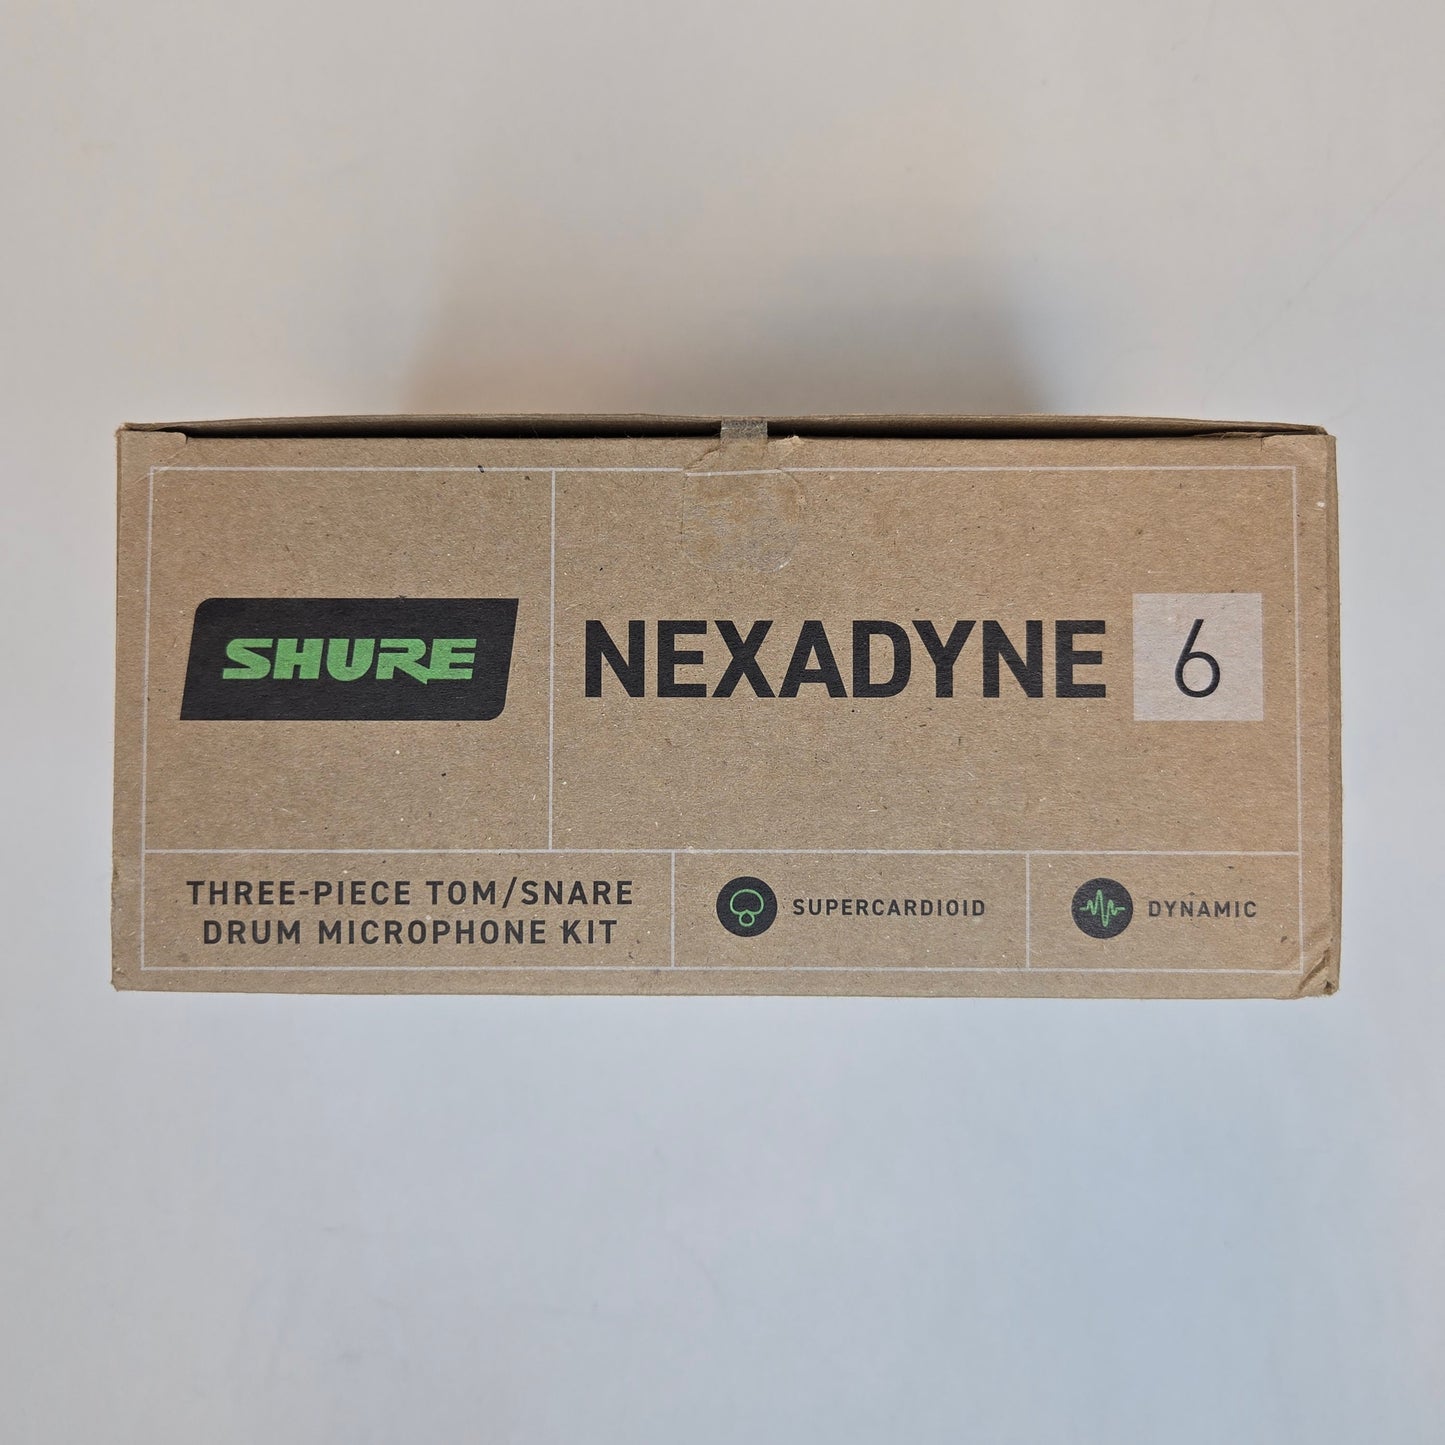 SHURE
NEXADYNE 6
THREE-PIECE TOM/SNARE
DRUM MICROPHONE KIT
SUPERCARDIOID
DYNAMIC